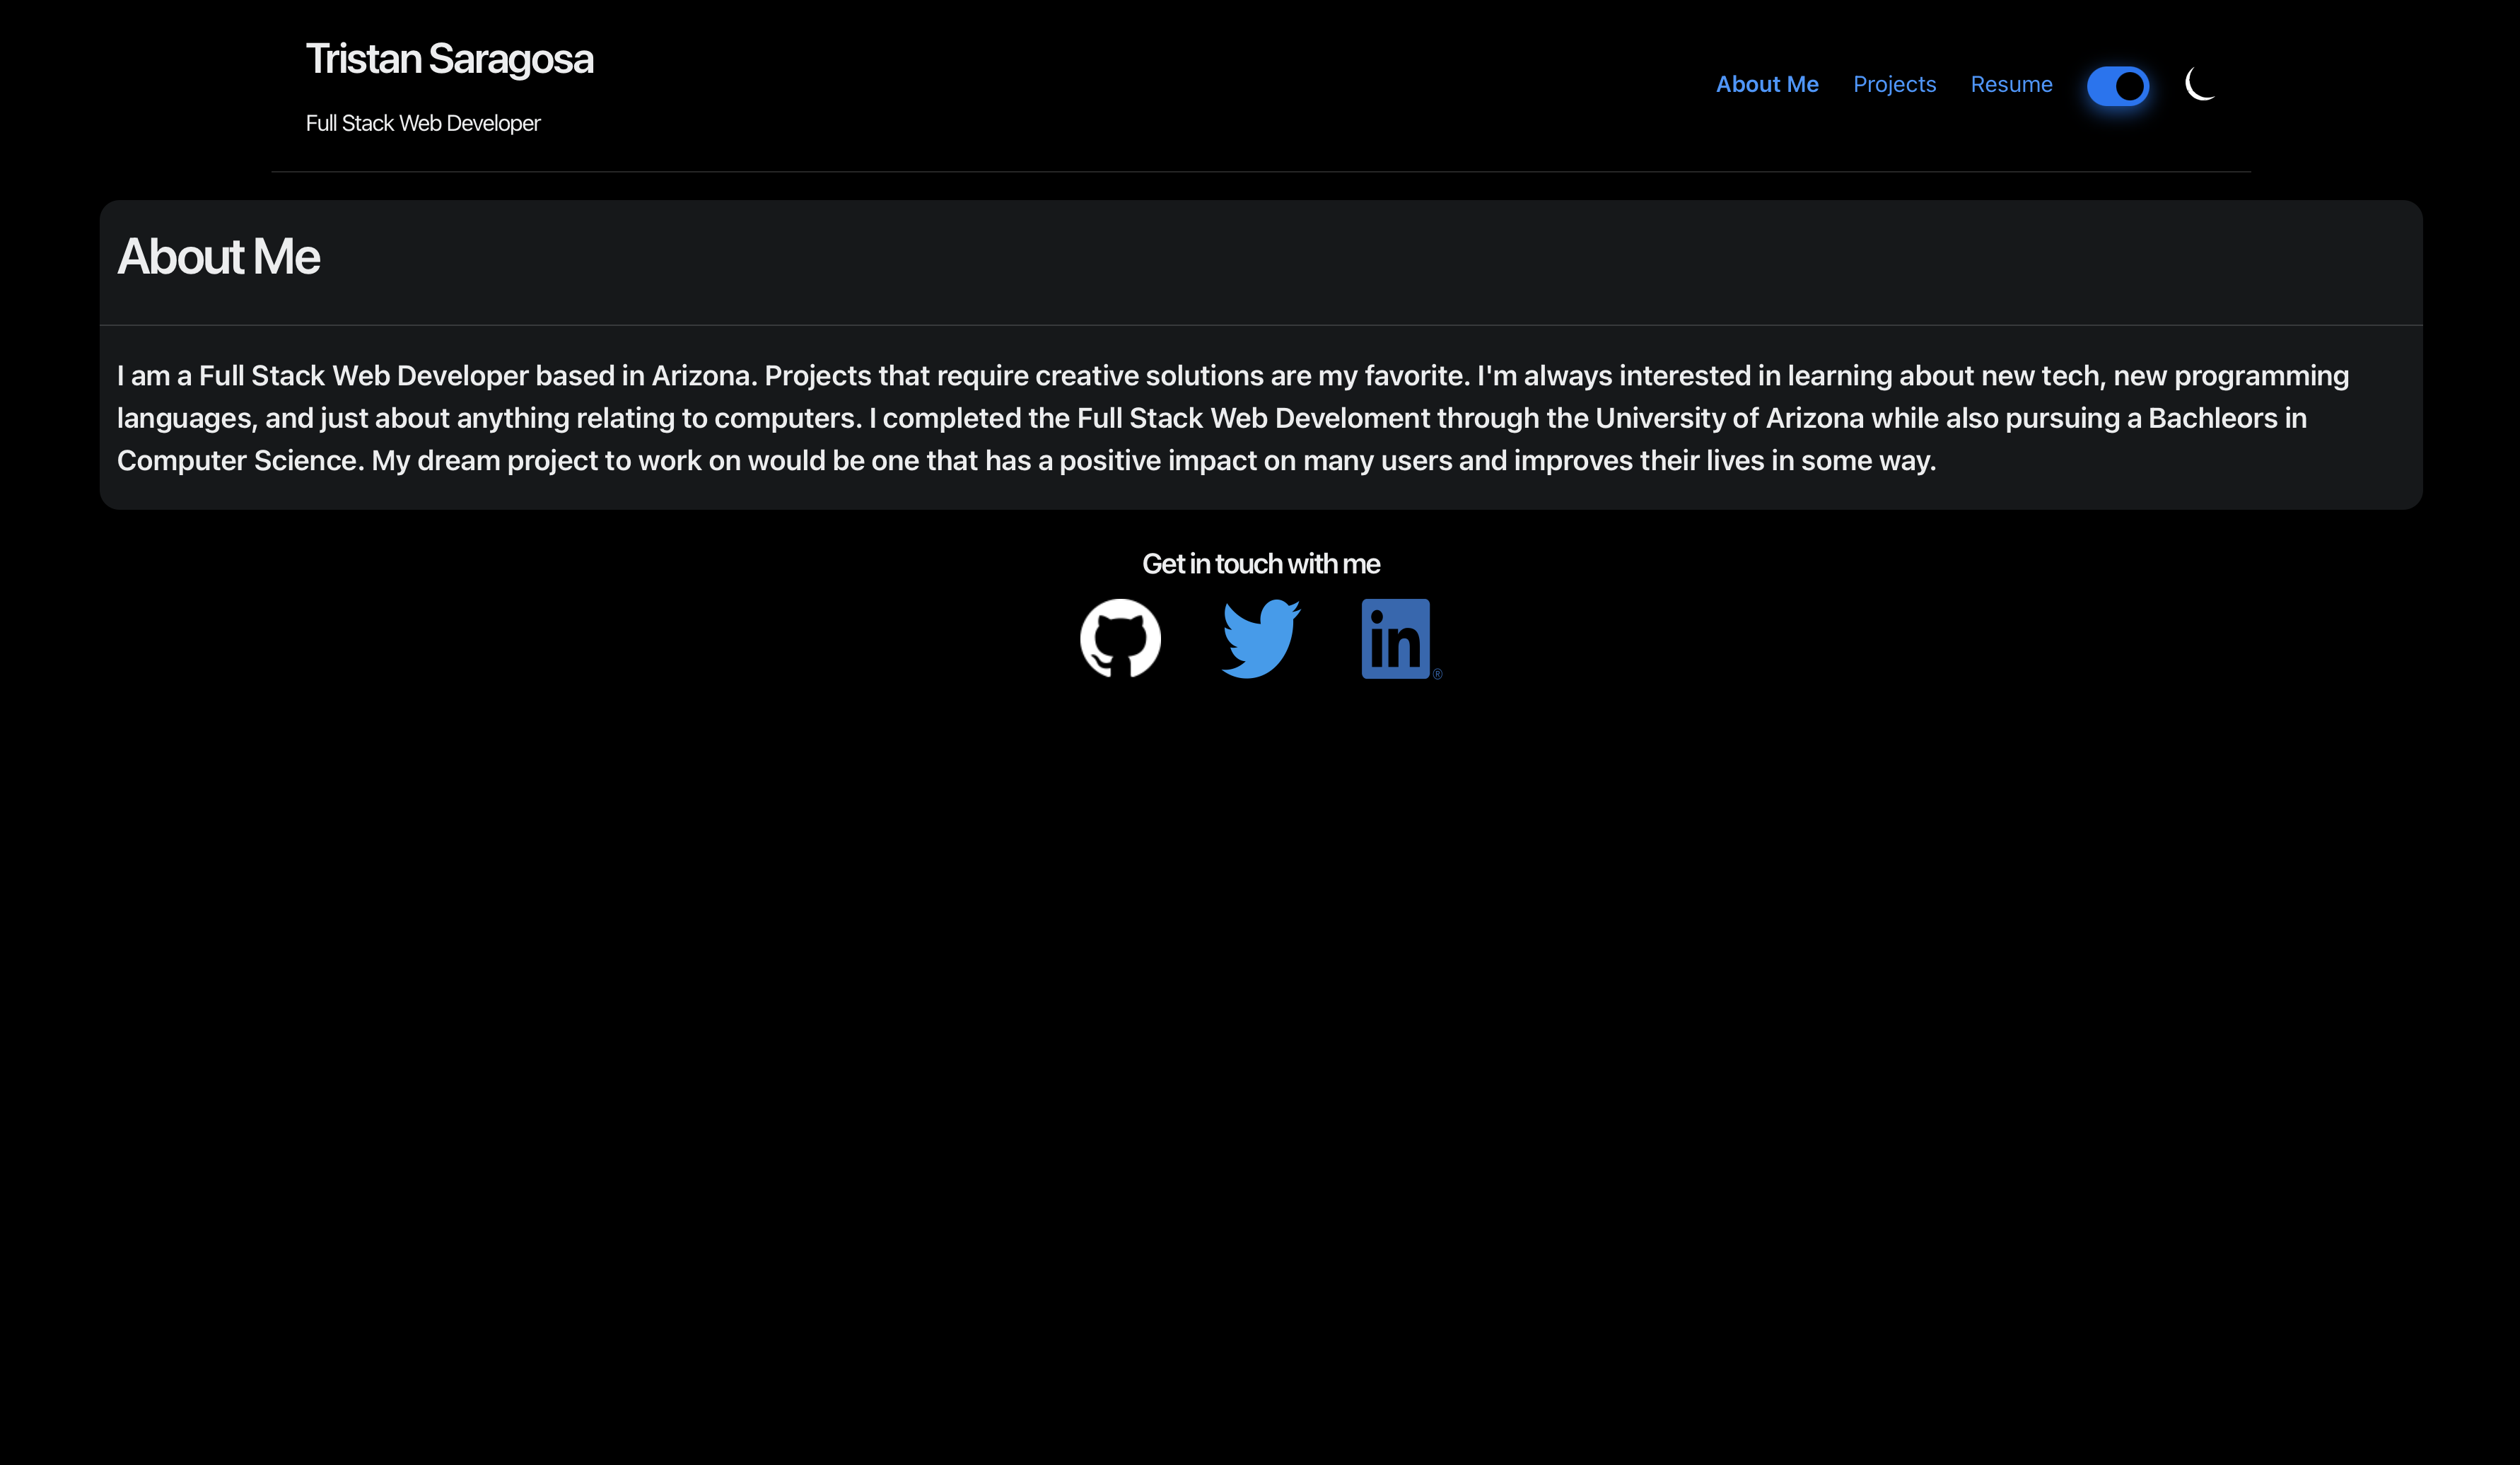 Tristan Saragosa
Full Stack Web Developer
About Me Projects Resume
About Me
I am a Full Stack Web Developer based in Arizona. Projects that require creative solutions are my favorite. I'm always interested in learning about new tech, new programming
languages, and just about anything relating to computers. I completed the Full Stack Web Develoment through the University of Arizona while also pursuing a Bachleors in
Computer Science. My dream project to work on would be one that has a positive impact on many users and improves their lives in some way.
Get in touch with me
in®